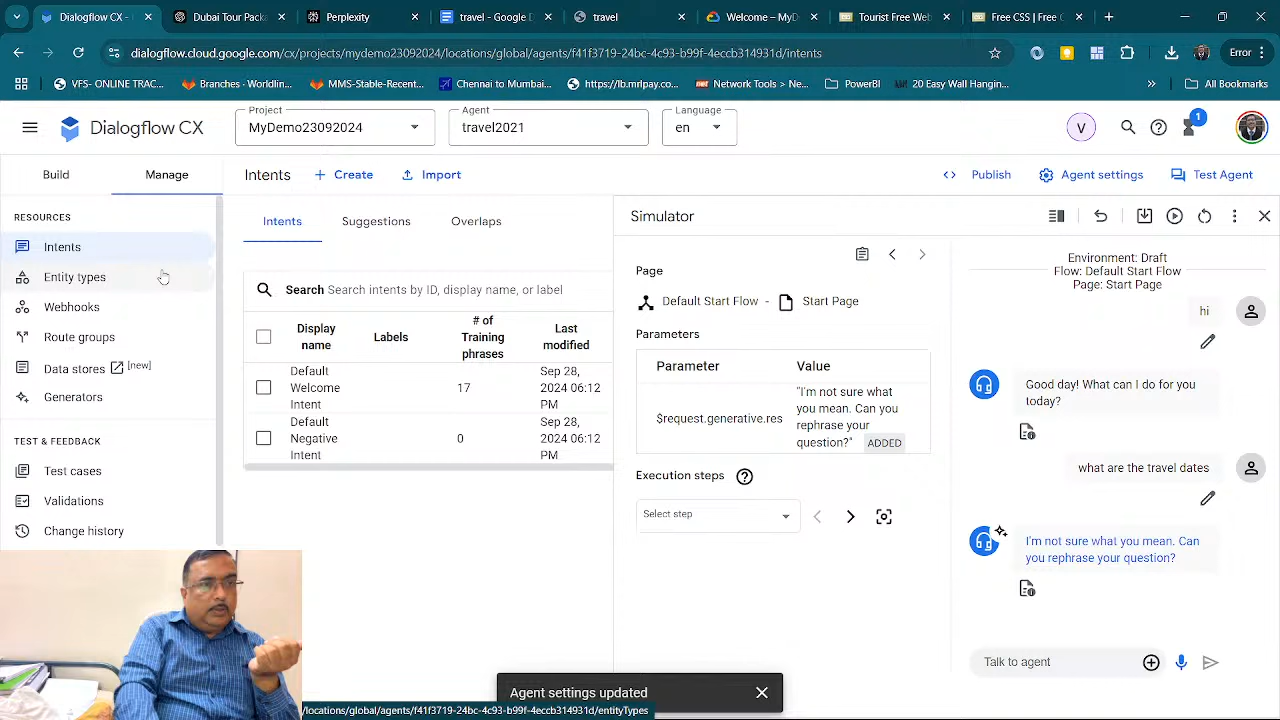 Dialogflow CX -
Dubai Tour Pack
Perplexity
travel - Google D
travel
Welcome – MyD
Tourist Free Web
Free CSS | Free C
dialogflow.cloud.google.com/cx/projects/mydemo23092024/locations/global/agents/f41f3719-24bc-4c93-b99f-4eccb314931d/intents
Error
VFS- ONLINE TRAC...
Branches · Worldlin...
MMS-Stable-Recent...
Chennai to Mumbai...
https://lb.mrlpay.co...
Network Tools > Ne...
PowerBI
20 Easy Wall Hangin...
All Bookmarks
Dialogflow CX
Project
MyDemo23092024
Agent
travel2021
Language
en
V
1
Build
Manage
Intents
Create
Import
Publish
Agent settings
Test Agent
RESOURCES
Intents
Entity types
Webhooks
Route groups
Data stores [new]
Generators
TEST & FEEDBACK
Test cases
Validations
Change history
Intents
Suggestions
Overlaps
Search Search intents by ID, display name, or label
Display name
Labels
# of Training phrases
Last modified
Default Welcome Intent
17
Sep 28, 2024 06:12 PM
Default Negative Intent
0
Sep 28, 2024 06:12 PM
Simulator
Page
Default Start Flow - Start Page
Parameters
Parameter
Value
$request.generative.res
"I'm not sure what
you mean. Can you
rephrase your
question?" ADDED
Execution steps
Select step
Environment: Draft
Flow: Default Start Flow
Page: Start Page
hi
Good day! What can I do for you
today?
what are the travel dates
I'm not sure what you mean. Can
you rephrase your question?
Talk to agent
Agent settings updated
/locations/global/agents/f41f3719-24bc-4c93-b99f-4eccb314931d/entityTypes